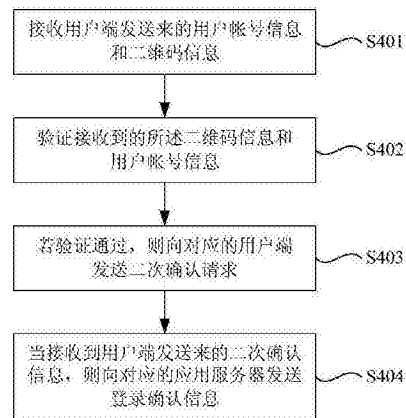 接收用户端发送来的用户帐号信息
和二维码信息
S401
验证接收到的所述二维码信息和
用户帐号信息
S402
若验证通过，则向对应的用户端
发送二次确认请求
S403
当接收到用户端发送来的二次确认
信息，则向对应的应用服务器发送
登录确认信息
S404